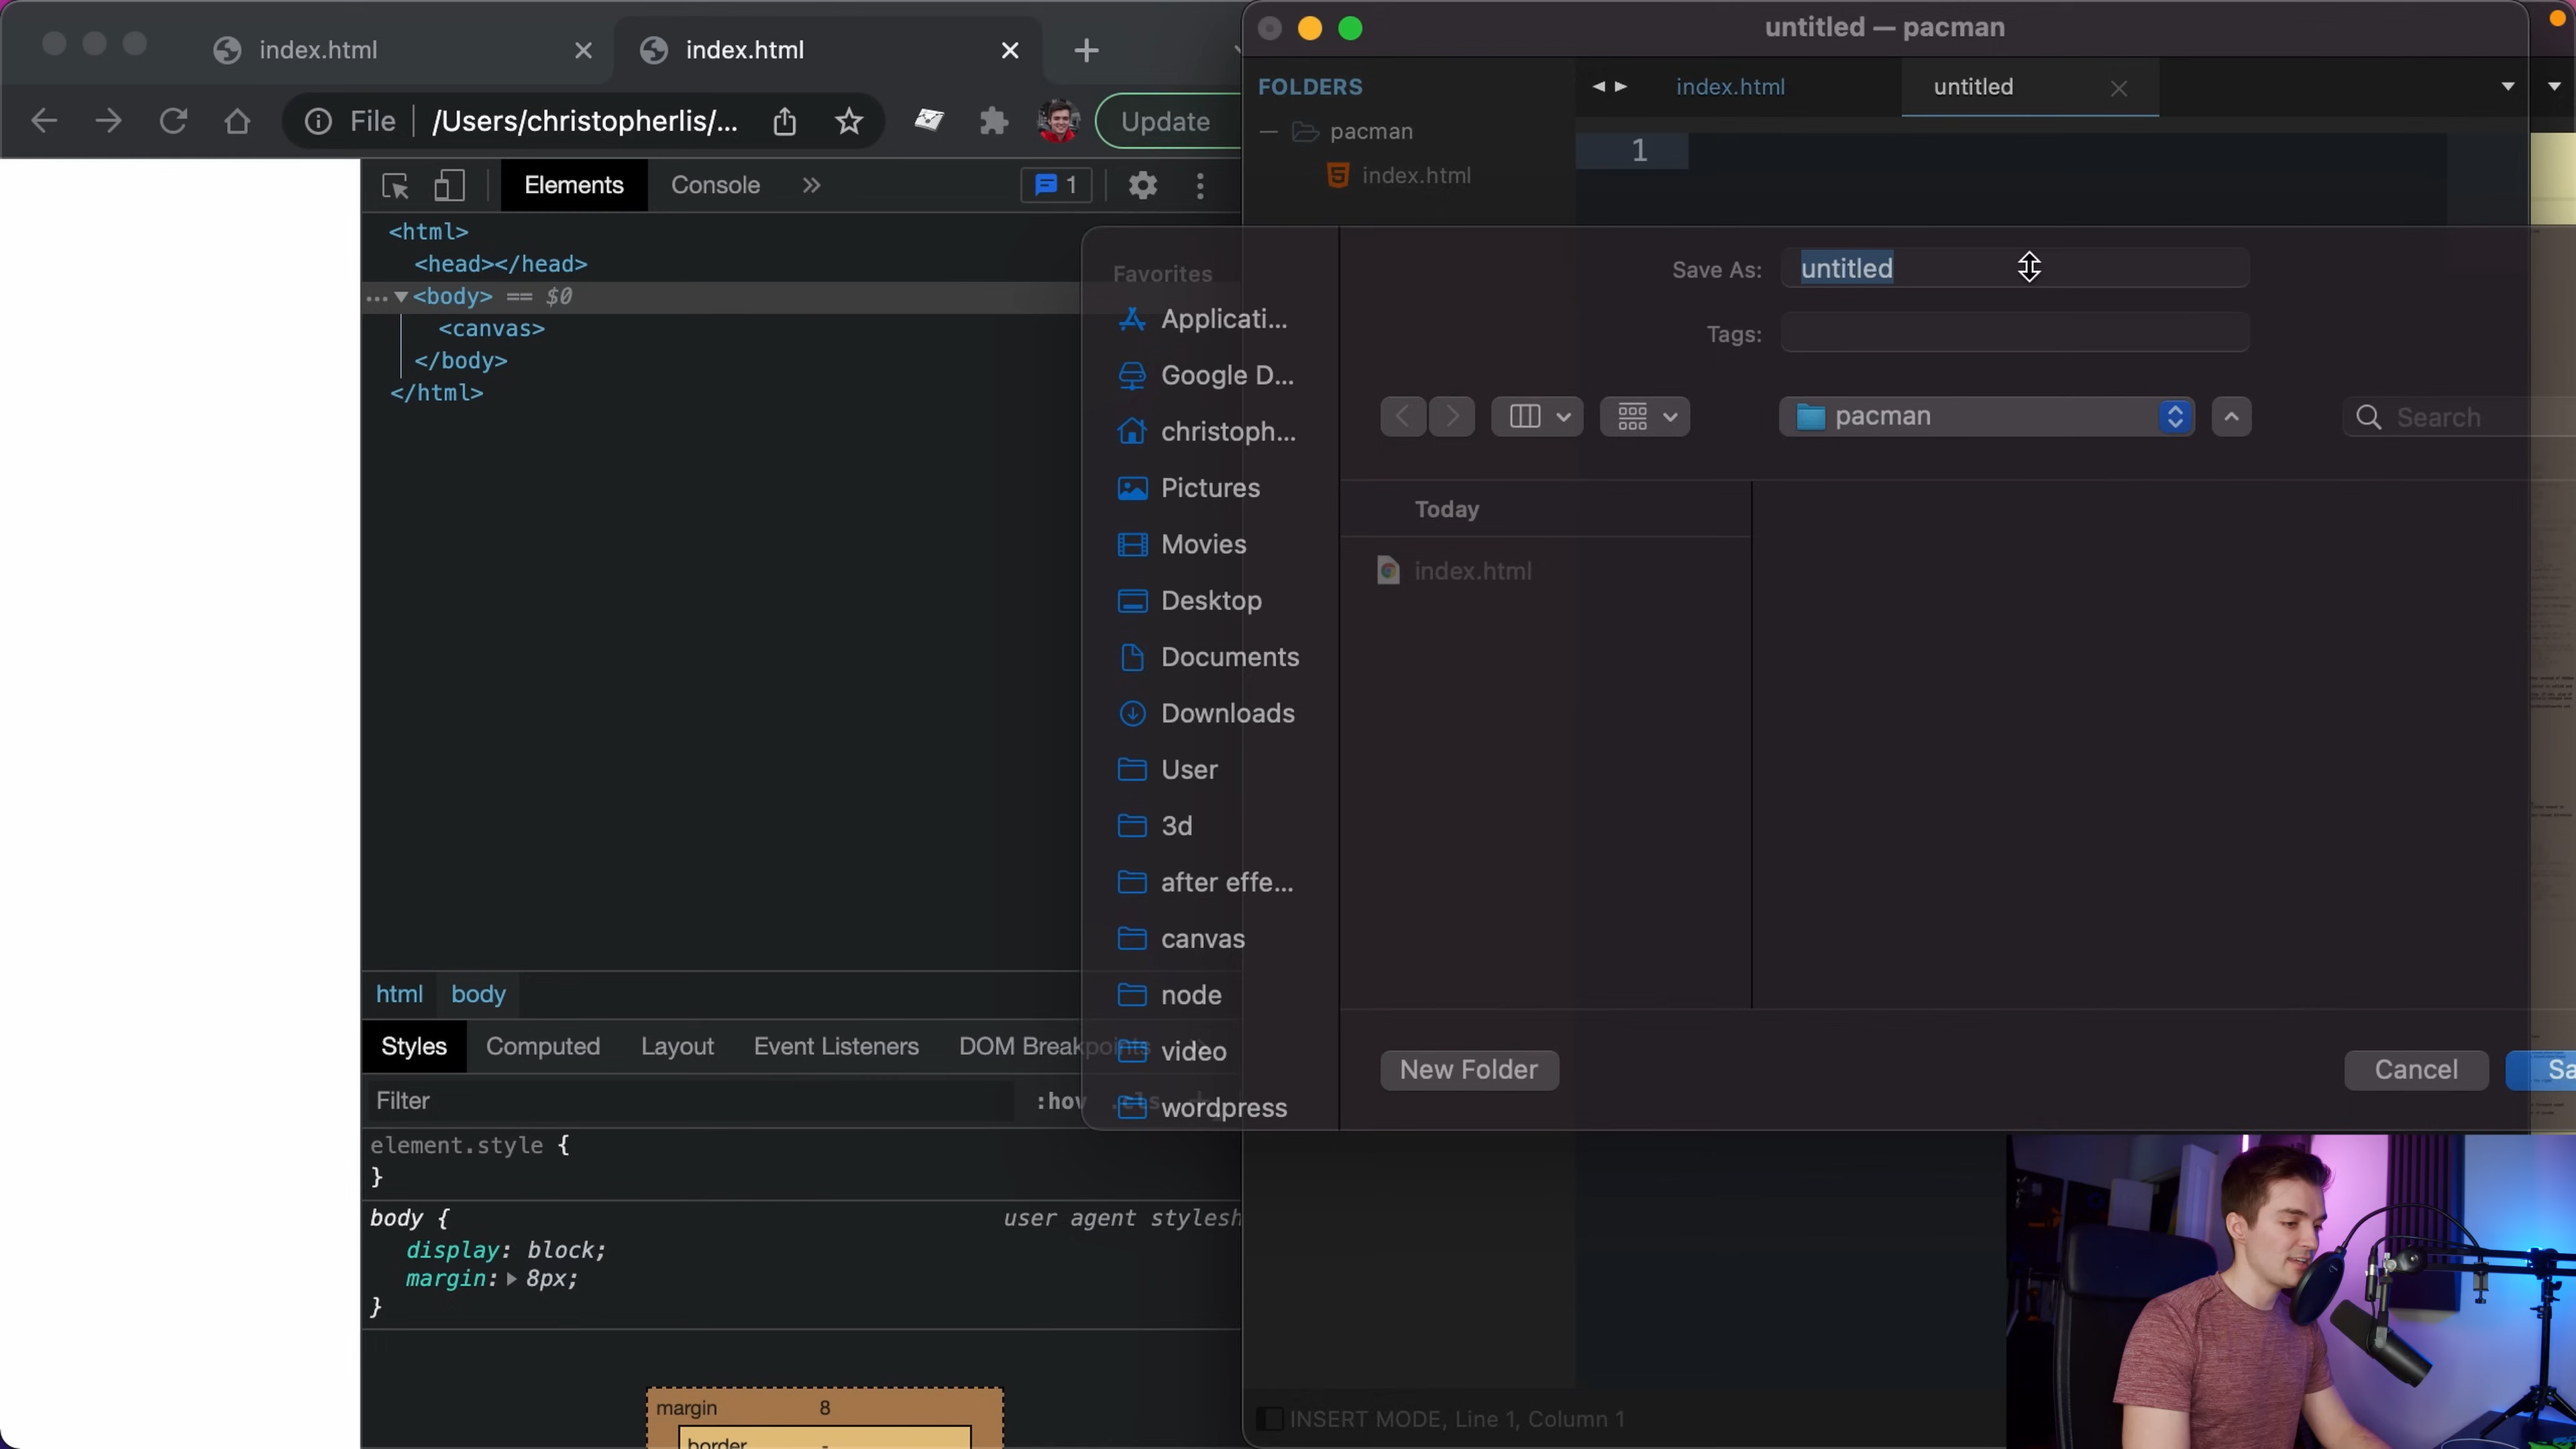 index.html
index.html
File
/Users/christopherlis/...
Update
Elements
Console
1
<html>
<head></head>
... ▼<body> == $0
<canvas>
</body>
</html>
html
body
Styles
Computed
Layout
Event Listeners
DOM Breakpoints
Filter
:hov
.cls
element.style {
}
body {
user agent stylesh
display: block;
margin: ▶ 8px;
}
margin
8
border
-
untitled — pacman
FOLDERS
index.html
untitled
pacman
index.html
1
Favorites
Applicati...
Google D...
christoph...
Pictures
Movies
Desktop
Documents
Downloads
User
3d
after effe...
canvas
node
video
wordpress
Save As:
untitled
Tags:
pacman
Search
Today
index.html
New Folder
Cancel
Sa
INSERT MODE, Line 1, Column 1